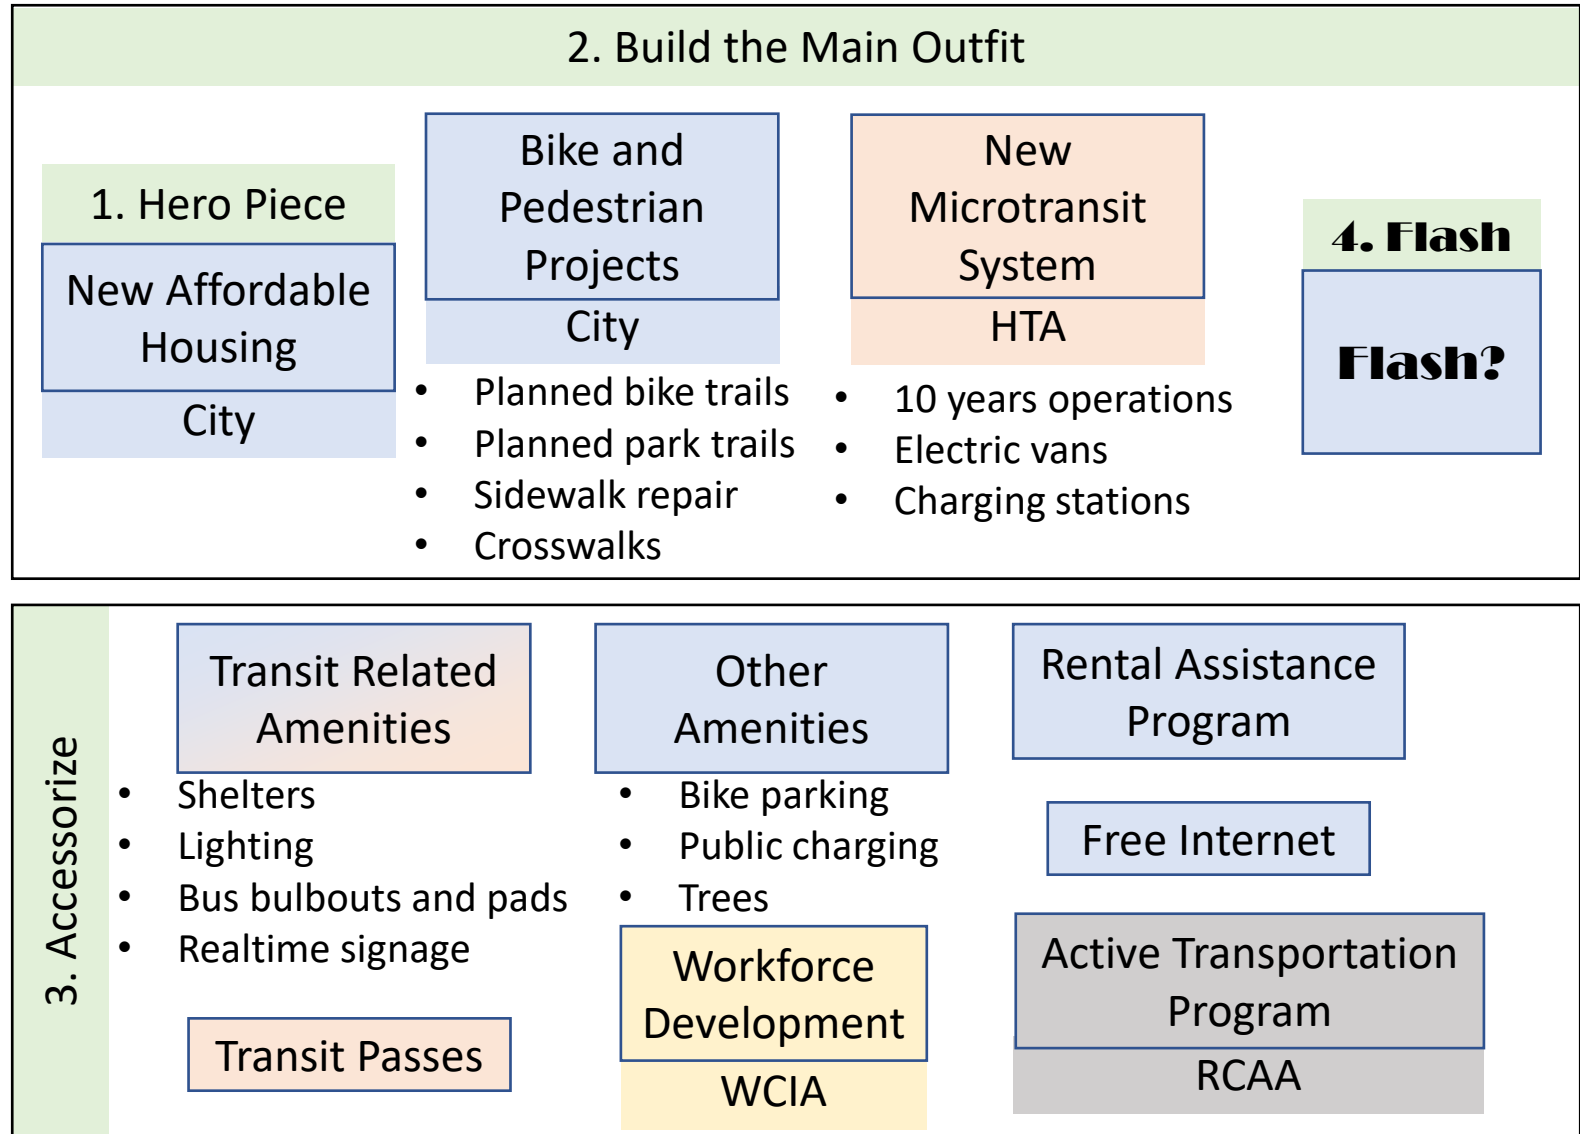 2. Build the Main Outfit
1. Hero Piece
New Affordable
Housing
City
Bike and
Pedestrian
Projects
City
• Planned bike trails
• Planned park trails
• Sidewalk repair
• Crosswalks
New
Microtransit
System
HTA
• 10 years operations
• Electric vans
• Charging stations
4. Flash
Flash?
3. Accessorize
Transit Related
Amenities
• Shelters
• Lighting
• Bus bulbouts and pads
• Realtime signage
Transit Passes
Other
Amenities
• Bike parking
• Public charging
• Trees
Workforce
Development
WCIA
Rental Assistance
Program
Free Internet
Active Transportation
Program
RCAA